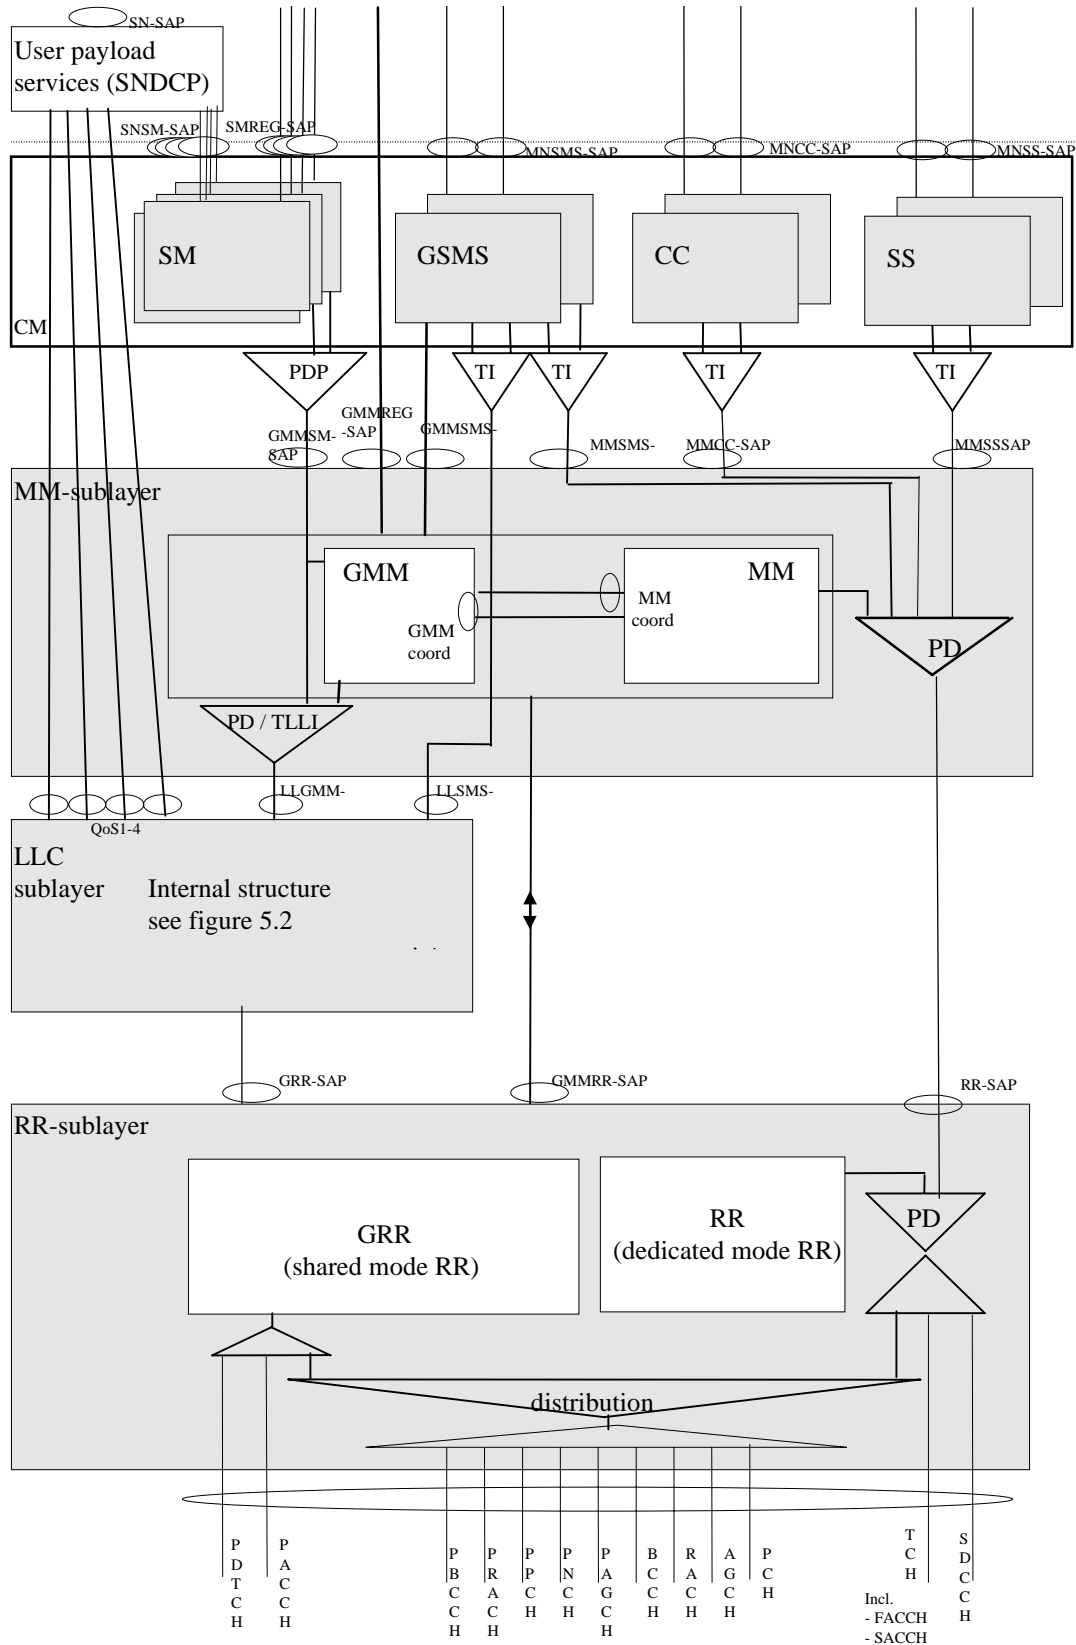 SN-SAP
User payload
services (SNDCP)
SNSM-SAP
SMREG-SAP
MNSMS-SAP
MNCC-SAP
MNSS-SAP
SM
GSMS
CC
SS
CM
PDP
TI
TI
TI
TI
GMMSM-
SAP
GMMREG
-SAP
GMMSMS-
MMSMS-
MMCC-SAP
MMSSSAP
MM-sublayer
GMM
MM
GMM
coord
MM
coord
PD
PD / TLLI
LLGMM-
LLSMS-
QoS1-4
LLC
sublayer
Internal structure
see figure 5.2
GRR-SAP
GMMRR-SAP
RR-SAP
RR-sublayer
GRR
(shared mode RR)
RR
(dedicated mode RR)
PD
distribution
PDTCH
PACCH
PBCCH
PRACH
PPCH
PNCH
PAGCH
BCCH
RACH
AGCH
PCH
TCH
Incl.
- FACCH
- SACCH
SDCCH